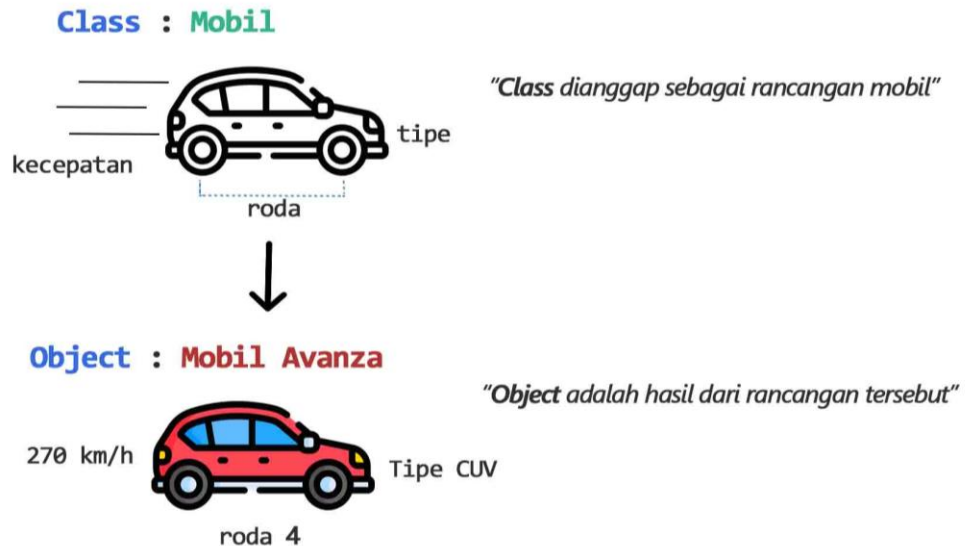 Class : Mobil
"Class dianggap sebagai rancangan mobil"
tipe
kecepatan
roda
Object : Mobil Avanza
"Object adalah hasil dari rancangan tersebut"
270 km/h
Tipe CUV
roda 4